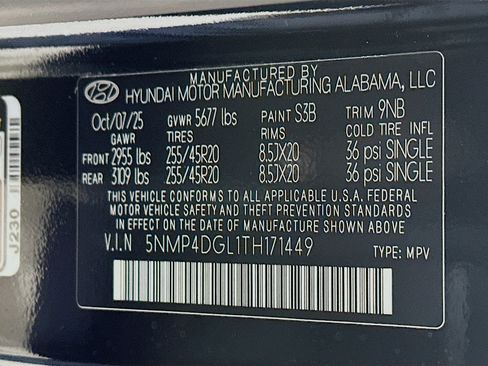 MANUFACTURED BY
HYUNDAI MOTOR MANUFACTURING ALABAMA, LLC
Oct/07/25 GVWR 5677 lbs PAINT S3B TRIM 9NB
GAWR TIRES RIMS COLD TIRE INFL
FRONT 2955 lbs 255/45R20 8.5JX20 36 psi SINGLE
REAR 3109 lbs 255/45R20 8.5JX20 36 psi SINGLE
THIS VEHICLE CONFORMS TO ALL APPLICABLE U.S.A. FEDERAL
MOTOR VEHICLE SAFETY AND THEFT PREVENTION STANDARDS
IN EFFECT ON THE DATE OF MANUFACTURE SHOWN ABOVE.
V.I.N 5NMP4DGL1TH171449 TYPE: MPV
J230